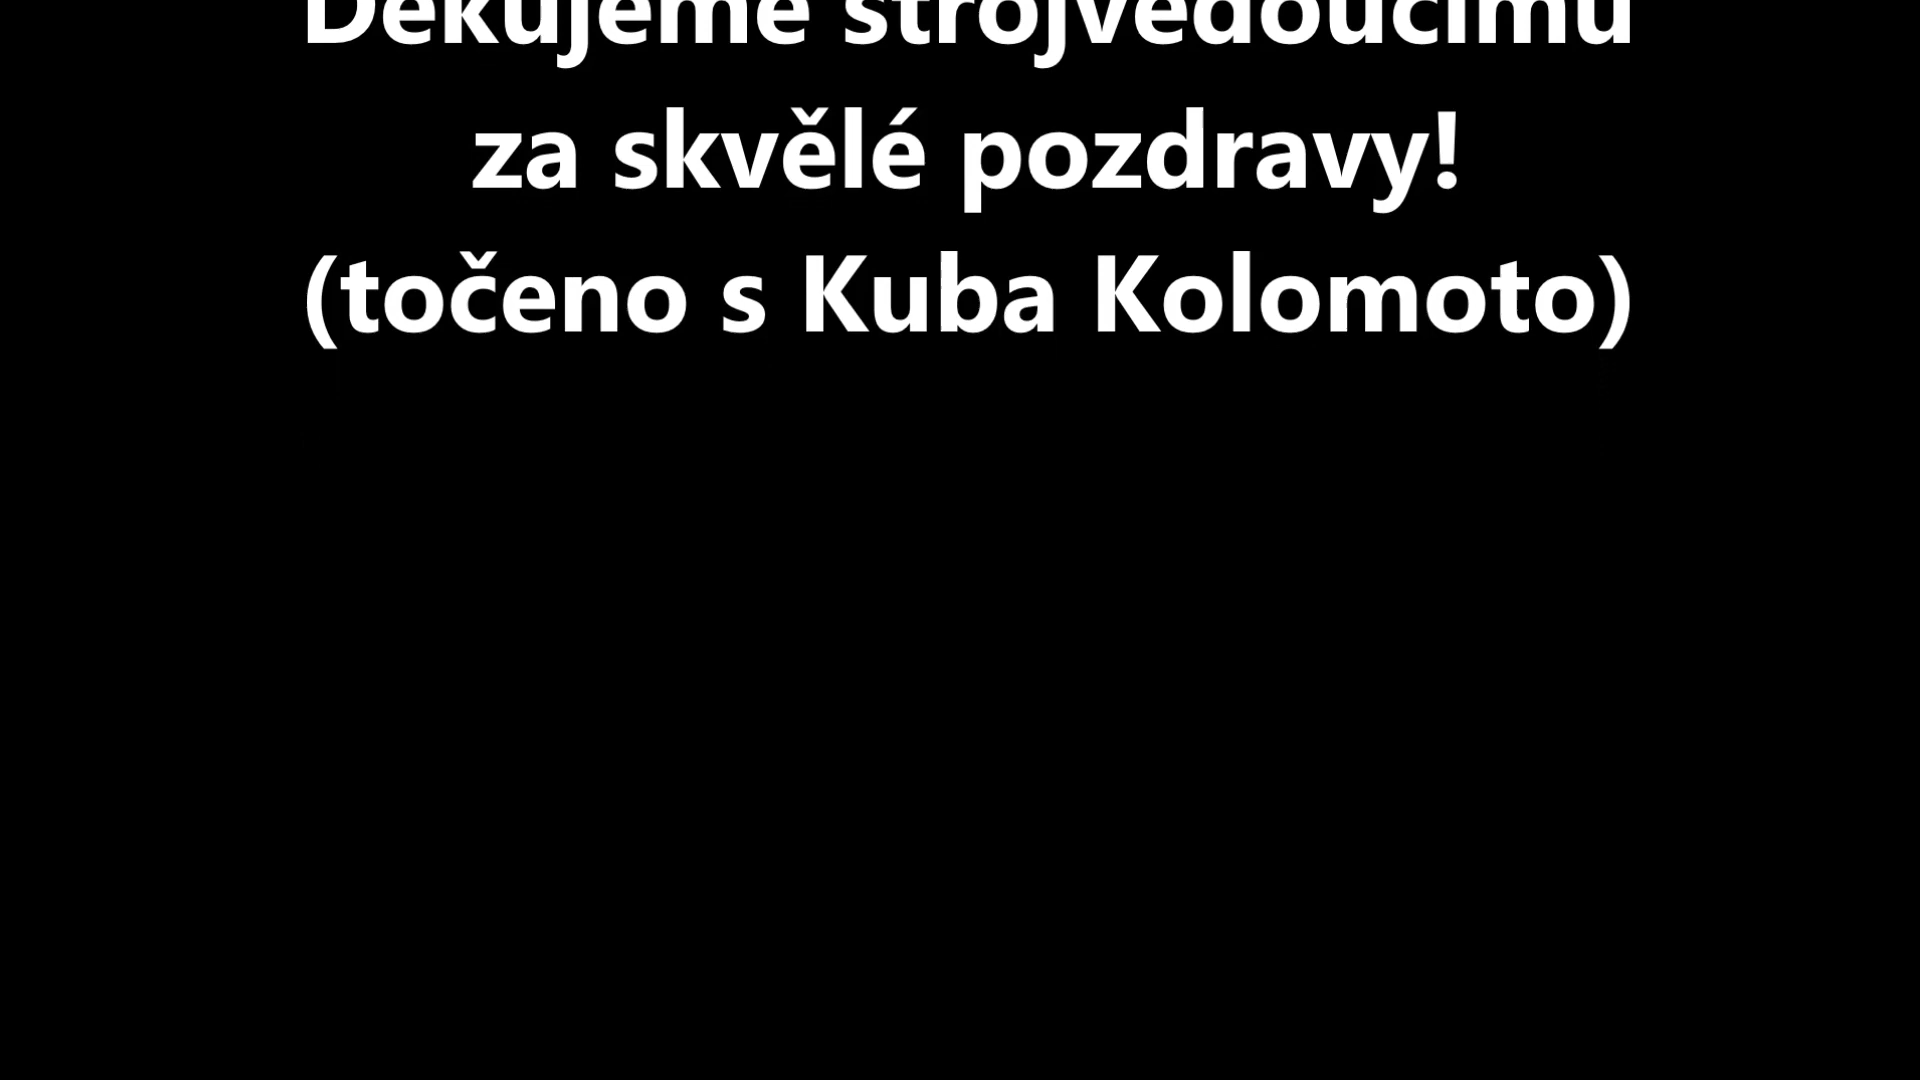 Děkujeme strojvedoucímu
za skvělé pozdravy!
(točeno s Kuba Kolomoto)